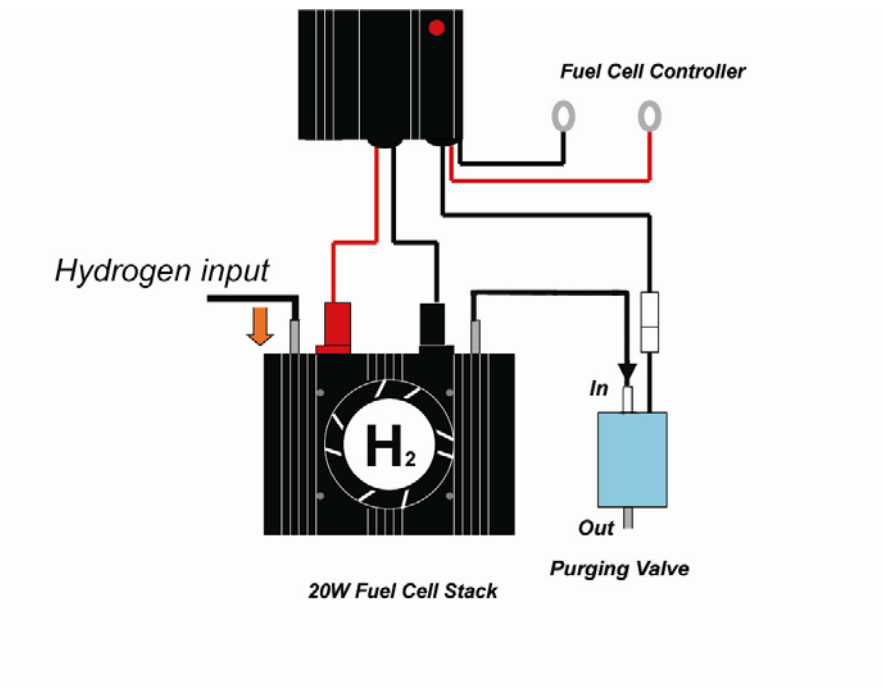 Fuel Cell Controller
Hydrogen input
In
H2
Out
Purging Valve
20W Fuel Cell Stack